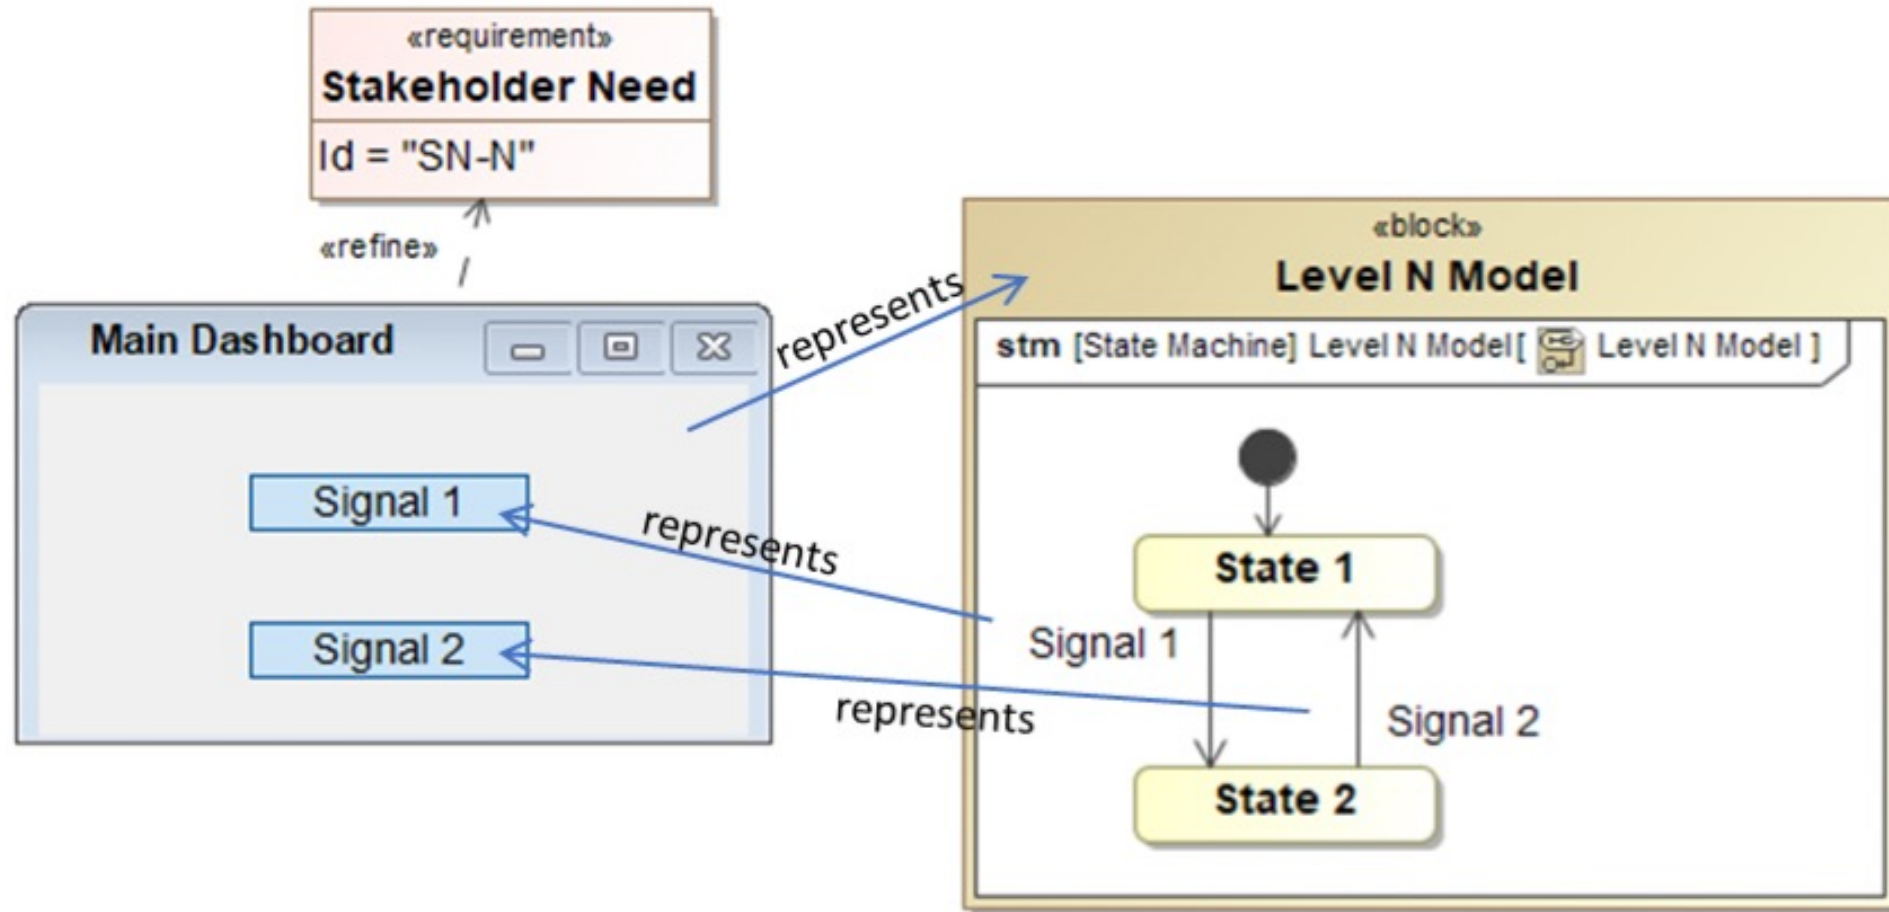 «requirement»
Stakeholder Need
Id = "SN-N"
«refine»
Main Dashboard
Signal 1
Signal 2
represents
represents
represents
«block»
Level N Model
stm [State Machine] Level N Model[ Level N Model ]
State 1
Signal 1
Signal 2
State 2